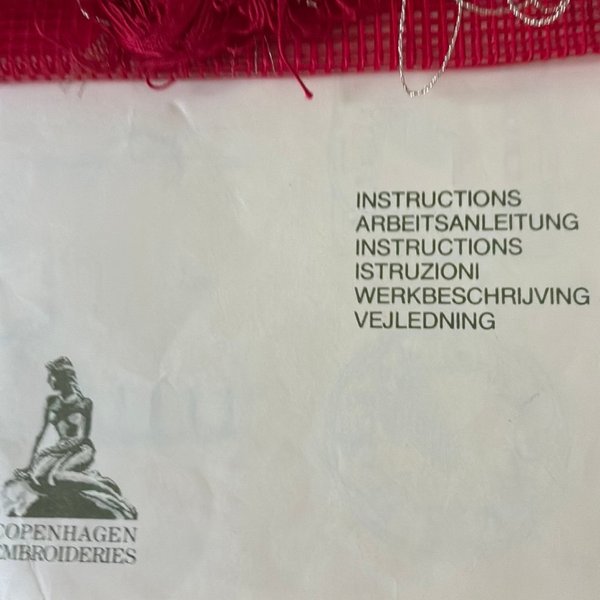 INSTRUCTIONS
ARBEITSANLEITUNG
INSTRUCTIONS
ISTRUZIONI
WERKBESCHRIJVING
VEJLEDNING
COPENHAGEN
EMBROIDERIES